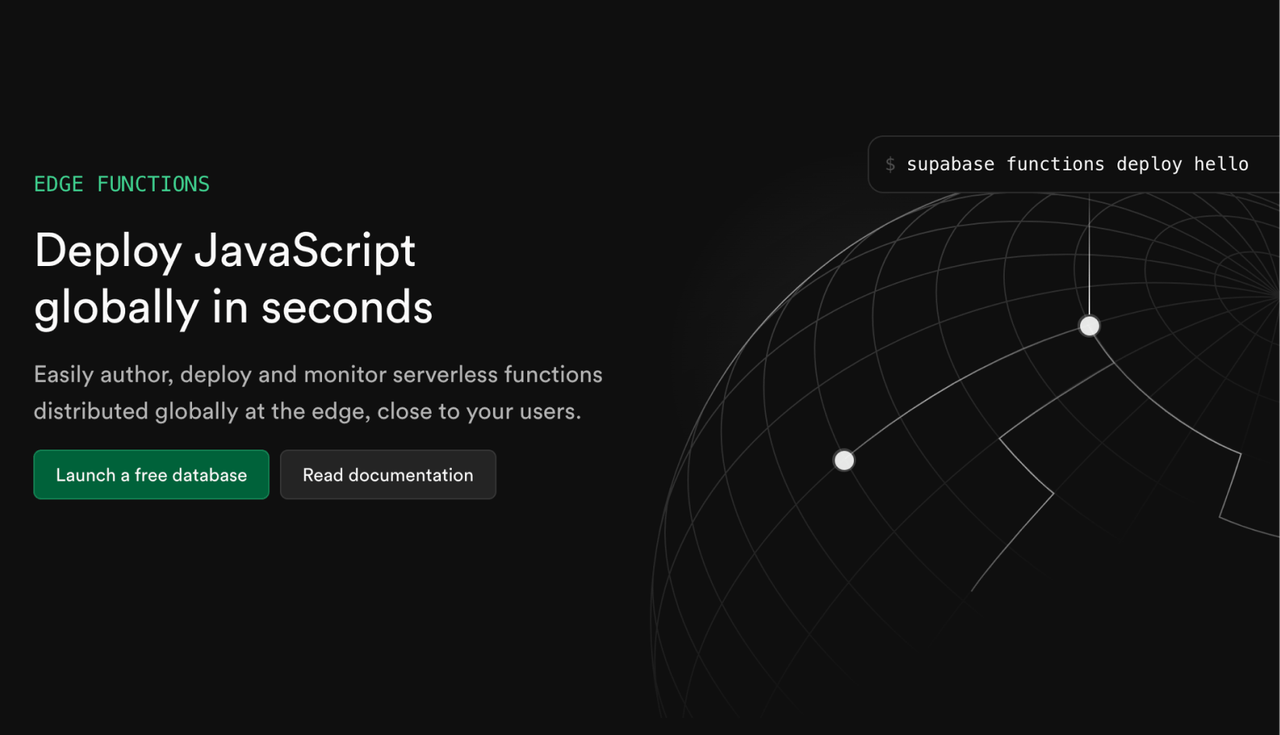 EDGE FUNCTIONS
Deploy JavaScript
globally in seconds
Easily author, deploy and monitor serverless functions
distributed globally at the edge, close to your users.
Launch a free database
Read documentation
$ supabase functions deploy hello